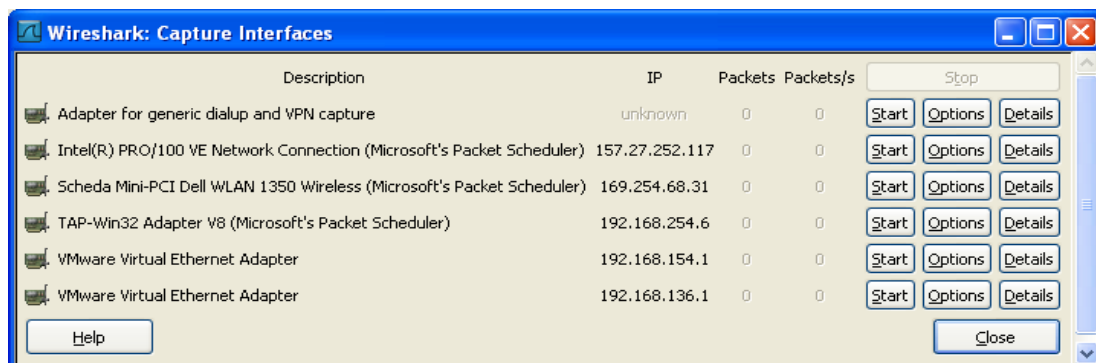 Wireshark: Capture Interfaces
Description IP Packets Packets/s Stop
Adapter for generic dialup and VPN capture unknown 0 0 Start Options Details
Intel(R) PRO/100 VE Network Connection (Microsoft's Packet Scheduler) 157.27.252.117 0 0 Start Options Details
Scheda Mini-PCI Dell WLAN 1350 Wireless (Microsoft's Packet Scheduler) 169.254.68.31 0 0 Start Options Details
TAP-Win32 Adapter V8 (Microsoft's Packet Scheduler) 192.168.254.6 0 0 Start Options Details
VMware Virtual Ethernet Adapter 192.168.154.1 0 0 Start Options Details
VMware Virtual Ethernet Adapter 192.168.136.1 0 0 Start Options Details
Help Close